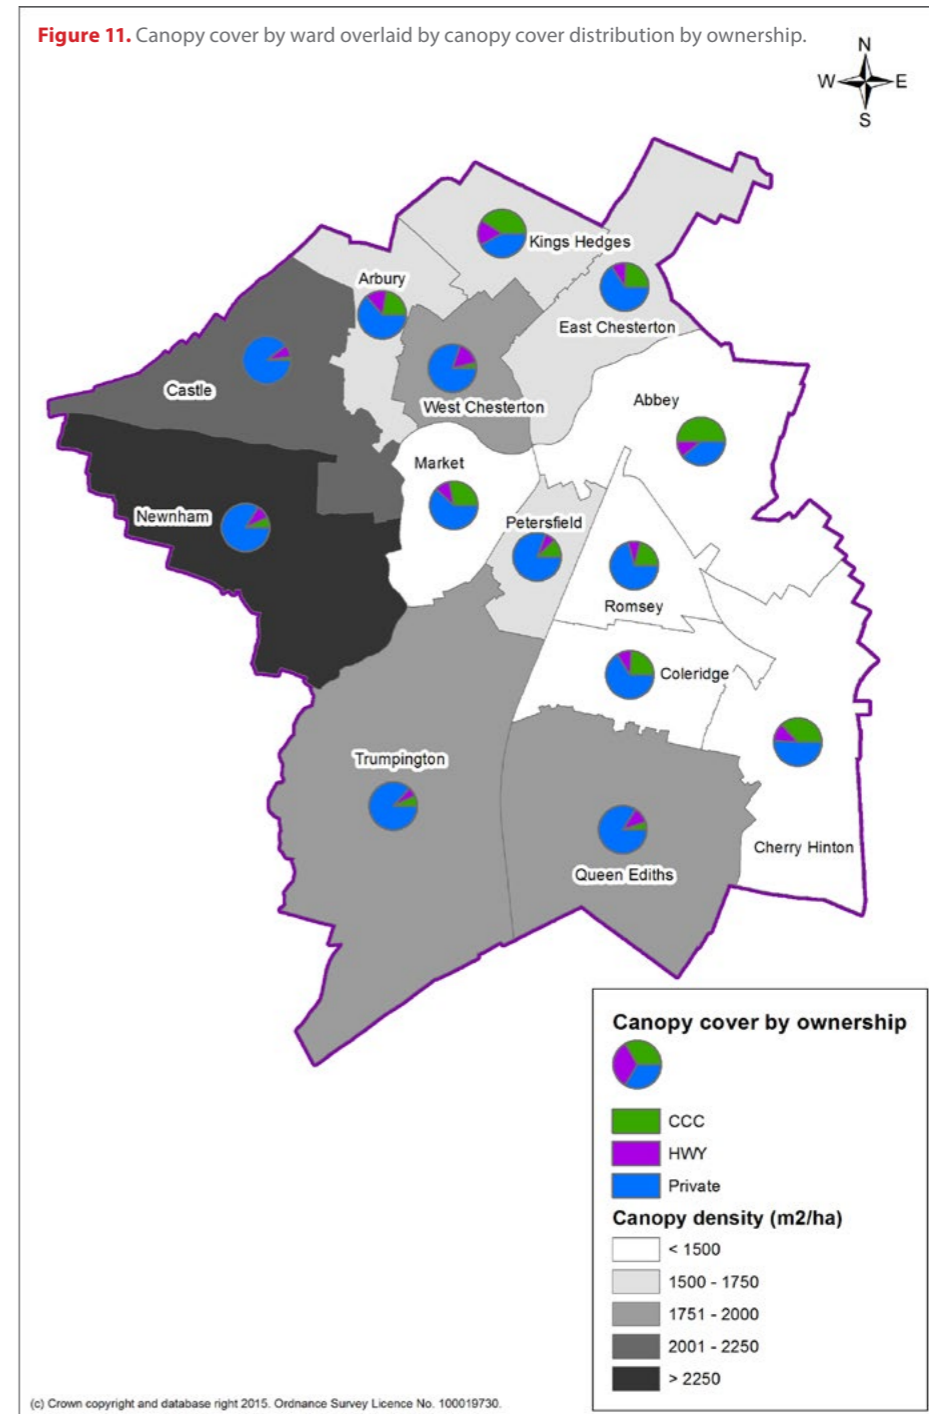 Figure 11. Canopy cover by ward overlaid by canopy cover distribution by ownership.
N
W E
S
Kings Hedges
Arbury
East Chesterton
Castle
West Chesterton
Abbey
Market
Newnham
Petersfield
Romsey
Coleridge
Trumpington
Cherry Hinton
Queen Ediths
Canopy cover by ownership
CCC
HWY
Private
Canopy density (m2/ha)
< 1500
1500 - 1750
1751 - 2000
2001 - 2250
> 2250
(c) Crown copyright and database right 2015. Ordnance Survey Licence No. 100019730.